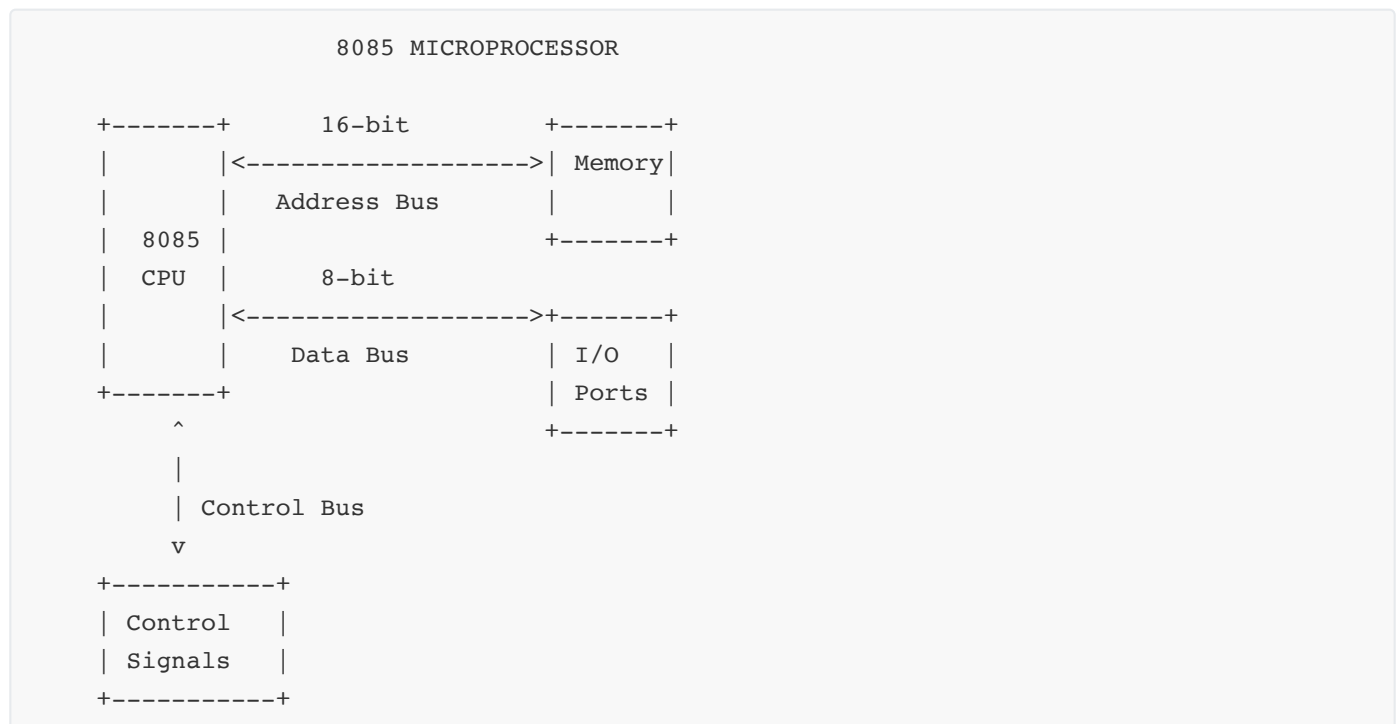 8085 MICROPROCESSOR
+-------+      16-bit         +-------+
|       |<------------------->| Memory|
|       |   Address Bus       |       |
|  8085 |                     +-------+
|  CPU  |      8-bit
|       |<------------------->+-------+
|       |    Data Bus         | I/O   |
+-------+                     | Ports |
^                        +-------+
|
| Control Bus
v
+-----------+
| Control   |
| Signals   |
+-----------+